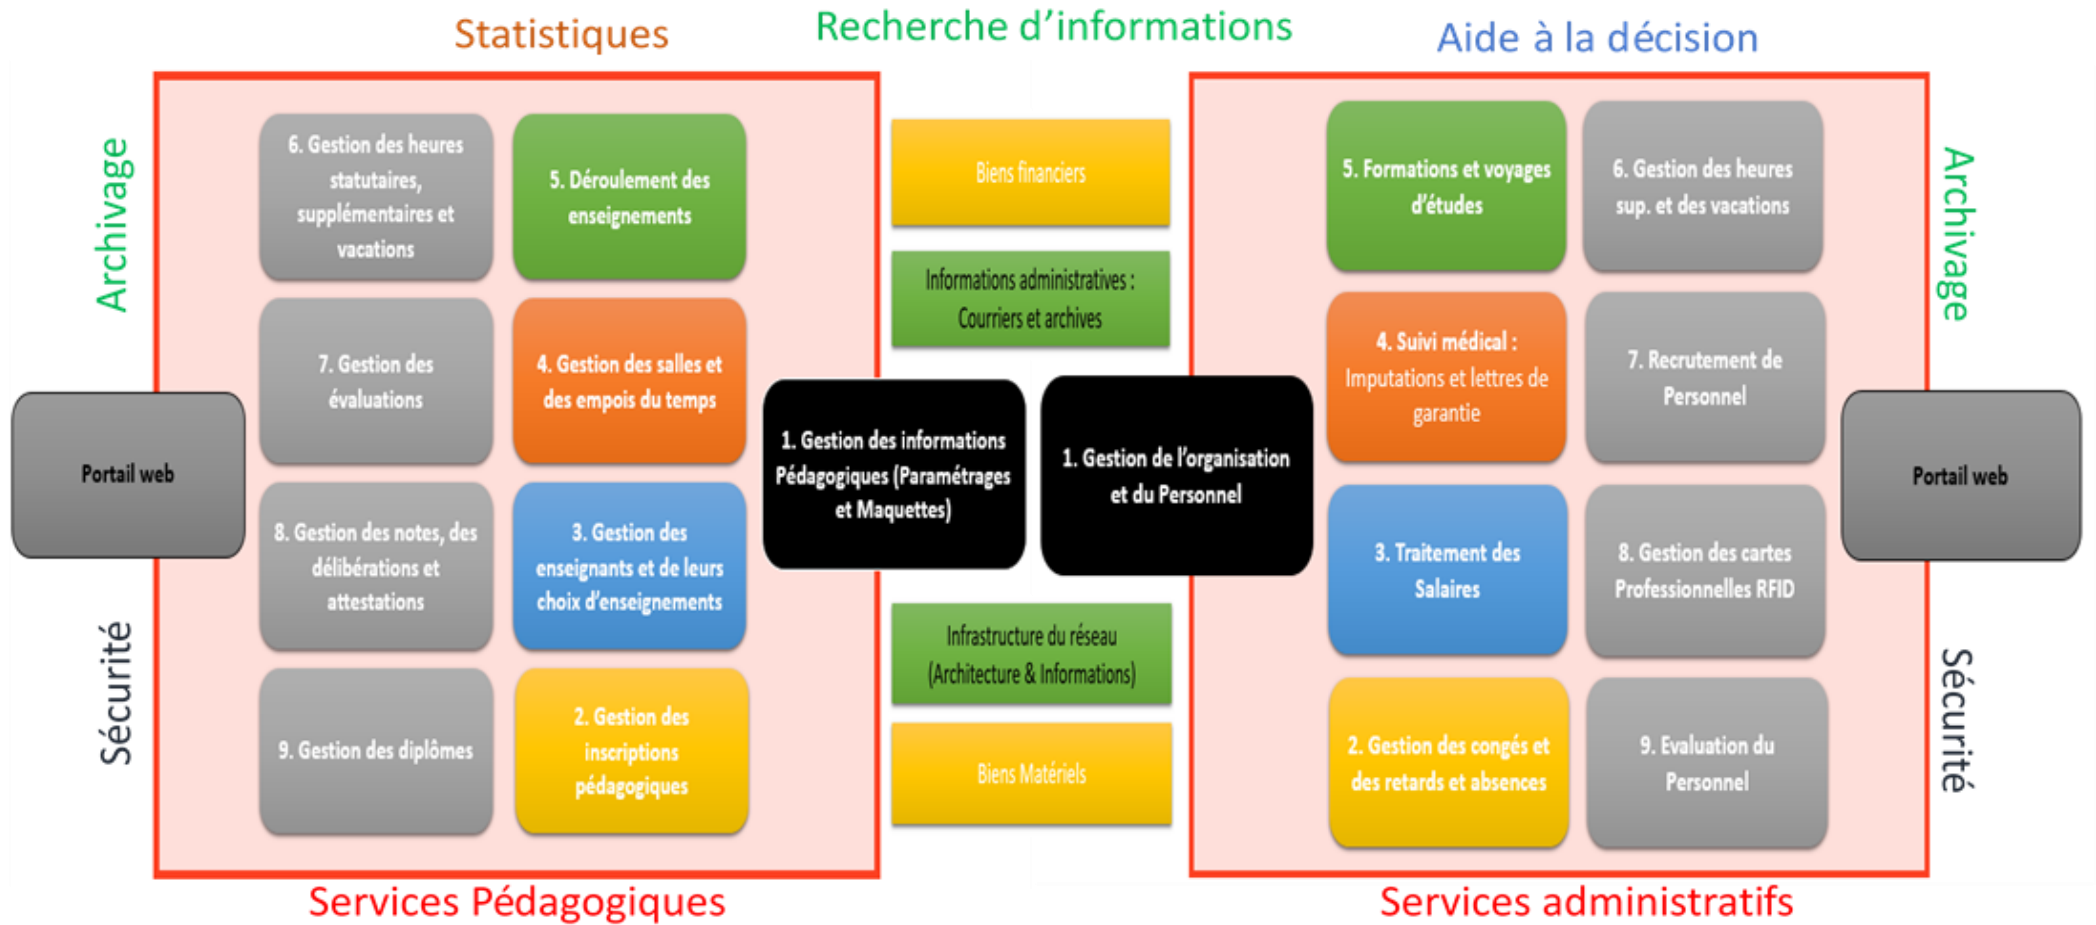 Statistiques
Recherche d’informations
Aide à la décision
Archivage
Sécurité
Portail web
6. Gestion des heures
statutaires,
supplémentaires et
vacations
5. Déroulement des
enseignements
7. Gestion des
évaluations
4. Gestion des salles et
des empois du temps
8. Gestion des notes, des
délibérations et
attestations
3. Gestion des
enseignants et de leurs
choix d’enseignements
9. Gestion des diplômes
2. Gestion des
inscriptions
pédagogiques
1. Gestion des informations
Pédagogiques (Paramétrages
et Maquettes)
Services Pédagogiques
Biens financiers
Informations administratives :
Courriers et archives
Infrastructure du réseau
(Architecture & Informations)
Biens Matériels
1. Gestion de l’organisation
et du Personnel
5. Formations et voyages
d’études
6. Gestion des heures
sup. et des vacations
4. Suivi médical :
Imputations et lettres de
garantie
7. Recrutement de
Personnel
3. Traitement des
Salaires
8. Gestion des cartes
Professionnelles RFID
2. Gestion des congés et
des retards et absences
9. Evaluation du
Personnel
Services administratifs
Archivage
Portail web
Sécurité